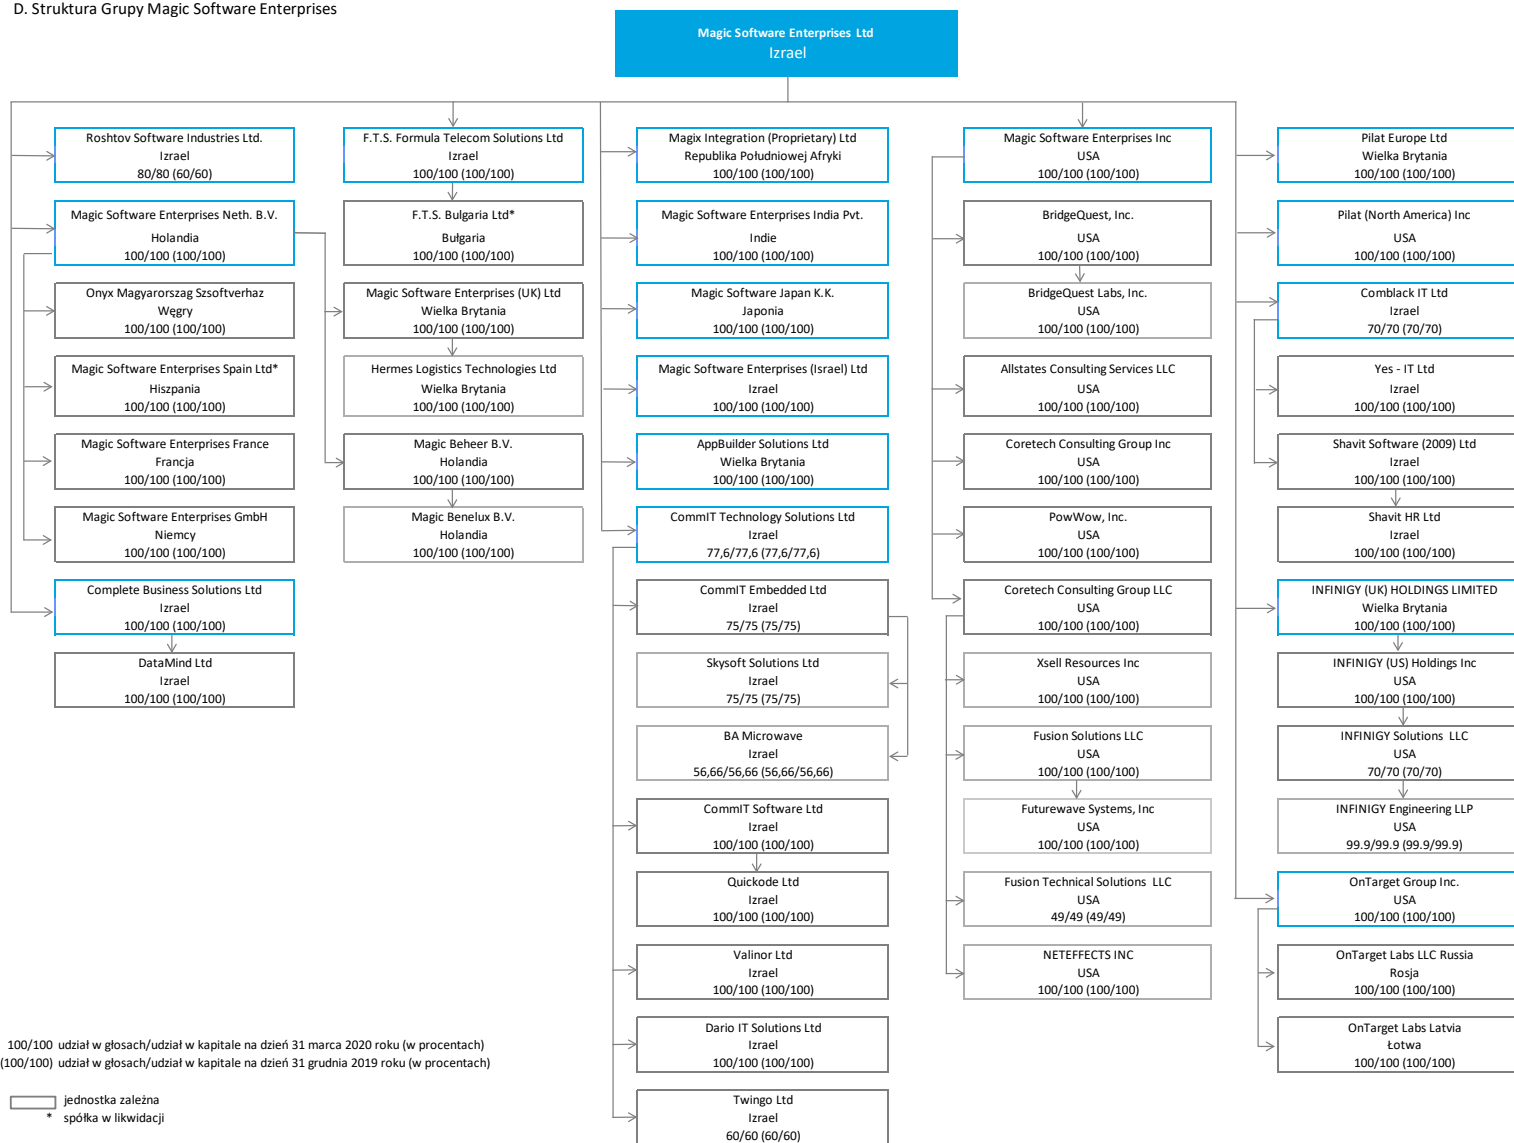 D. Struktura Grupy Magic Software Enterprises
Magic Software Enterprises Ltd
Izrael
Roshtov Software Industries Ltd.
Izrael
80/80 (60/60)
Magic Software Enterprises Neth. B.V.
Holandia
100/100 (100/100)
Onyx Magyarorszag Szsoftverhaz
Węgry
100/100 (100/100)
Magic Software Enterprises Spain Ltd*
Hiszpania
100/100 (100/100)
Magic Software Enterprises France
Francja
100/100 (100/100)
Magic Software Enterprises GmbH
Niemcy
100/100 (100/100)
Complete Business Solutions Ltd
Izrael
100/100 (100/100)
DataMind Ltd
Izrael
100/100 (100/100)
F.T.S. Formula Telecom Solutions Ltd
Izrael
100/100 (100/100)
F.T.S. Bulgaria Ltd*
Bułgaria
100/100 (100/100)
Magic Software Enterprises (UK) Ltd
Wielka Brytania
100/100 (100/100)
Hermes Logistics Technologies Ltd
Wielka Brytania
100/100 (100/100)
Magic Beheer B.V.
Holandia
100/100 (100/100)
Magic Benelux B.V.
Holandia
100/100 (100/100)
Magix Integration (Proprietary) Ltd
Republika Południowej Afryki
100/100 (100/100)
Magic Software Enterprises India Pvt.
Indie
100/100 (100/100)
Magic Software Japan K.K.
Japonia
100/100 (100/100)
Magic Software Enterprises (Israel) Ltd
Izrael
100/100 (100/100)
AppBuilder Solutions Ltd
Wielka Brytania
100/100 (100/100)
CommIT Technology Solutions Ltd
Izrael
77,6/77,6 (77,6/77,6)
CommIT Embedded Ltd
Izrael
75/75 (75/75)
Skysoft Solutions Ltd
Izrael
75/75 (75/75)
BA Microwave
Izrael
56,66/56,66 (56,66/56,66)
CommIT Software Ltd
Izrael
100/100 (100/100)
Quickode Ltd
Izrael
100/100 (100/100)
Valinor Ltd
Izrael
100/100 (100/100)
Dario IT Solutions Ltd
Izrael
100/100 (100/100)
Twingo Ltd
Izrael
60/60 (60/60)
Magic Software Enterprises Inc
USA
100/100 (100/100)
BridgeQuest, Inc.
USA
100/100 (100/100)
BridgeQuest Labs, Inc.
USA
100/100 (100/100)
Allstates Consulting Services LLC
USA
100/100 (100/100)
Coretech Consulting Group Inc
USA
100/100 (100/100)
PowWow, Inc.
USA
100/100 (100/100)
Coretech Consulting Group LLC
USA
100/100 (100/100)
Xsell Resources Inc
USA
100/100 (100/100)
Fusion Solutions LLC
USA
100/100 (100/100)
Futurewave Systems, Inc
USA
100/100 (100/100)
Fusion Technical Solutions LLC
USA
49/49 (49/49)
NETEFFECTS INC
USA
100/100 (100/100)
Pilat Europe Ltd
Wielka Brytania
100/100 (100/100)
Pilat (North America) Inc
USA
100/100 (100/100)
Comblack IT Ltd
Izrael
70/70 (70/70)
Yes - IT Ltd
Izrael
100/100 (100/100)
Shavit Software (2009) Ltd
Izrael
100/100 (100/100)
Shavit HR Ltd
Izrael
100/100 (100/100)
INFINIGY (UK) HOLDINGS LIMITED
Wielka Brytania
100/100 (100/100)
INFINIGY (US) Holdings Inc
USA
100/100 (100/100)
INFINIGY Solutions LLC
USA
70/70 (70/70)
INFINIGY Engineering LLP
USA
99.9/99.9 (99.9/99.9)
OnTarget Group Inc.
USA
100/100 (100/100)
OnTarget Labs LLC Russia
Rosja
100/100 (100/100)
OnTarget Labs Latvia
Łotwa
100/100 (100/100)
100/100 udział w głosach/udział w kapitale na dzień 31 marca 2020 roku (w procentach)
(100/100) udział w głosach/udział w kapitale na dzień 31 grudnia 2019 roku (w procentach)
jednostka zależna
* spółka w likwidacji